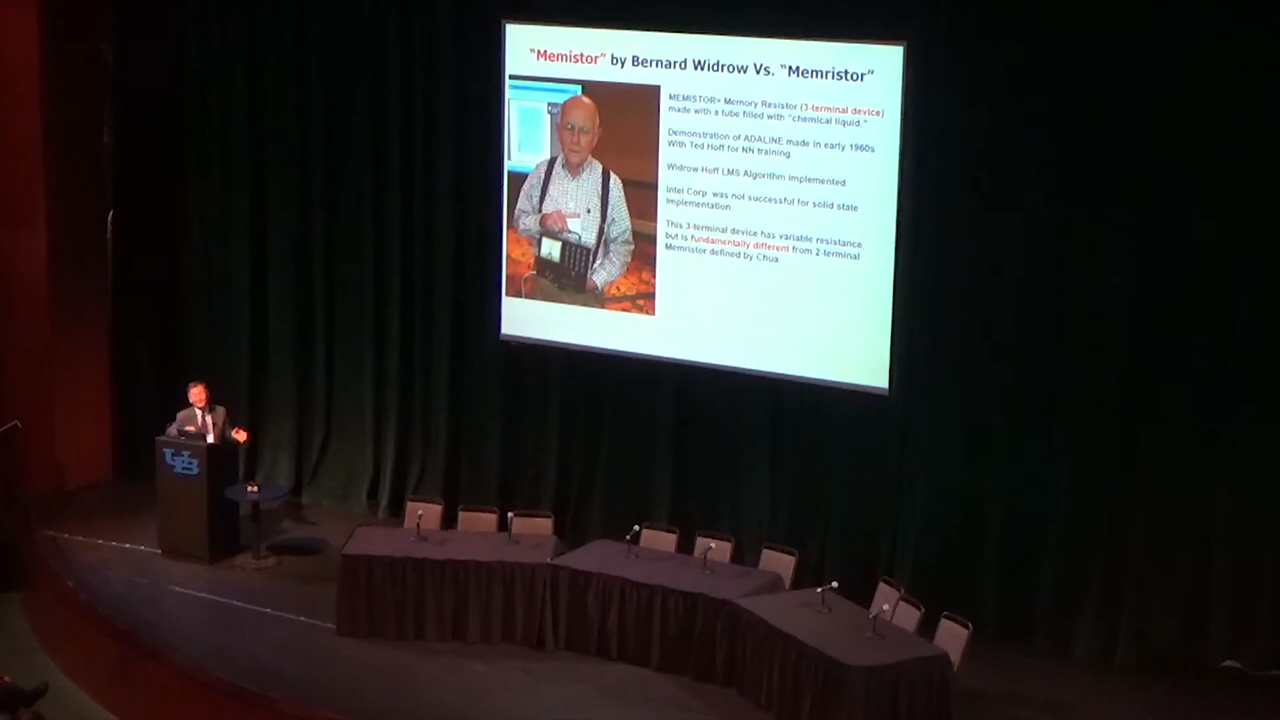 "Memistor" by Bernard Widrow Vs. "Memristor"
MEMISTOR= Memory Resistor (3-terminal device)
made with a tube filled with "chemical liquid."
Demonstration of ADALINE made in early 1960s
With Ted Hoff for NN training.
Widrow-Hoff LMS Algorithm Implemented
Intel Corp. was not successful for solid state
Implementation
This 3-terminal device has variable resistance,
but is fundamentally different from 2-terminal
Memristor defined by Chua
UB